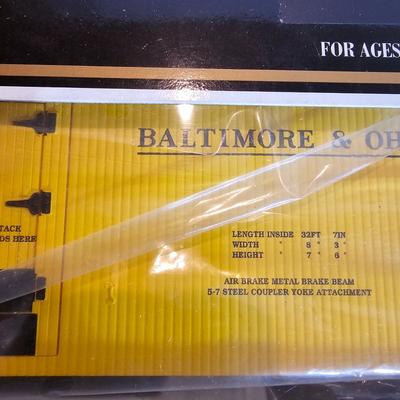 FOR AGES
BALTIMORE & OH
TACK
DS HERE
LENGTH INSIDE 32FT 7IN
WIDTH " 8 " 3 "
HEIGHT " 7 " 6 "
AIR BRAKE METAL BRAKE BEAM
5-7 STEEL COUPLER YOKE ATTACHMENT